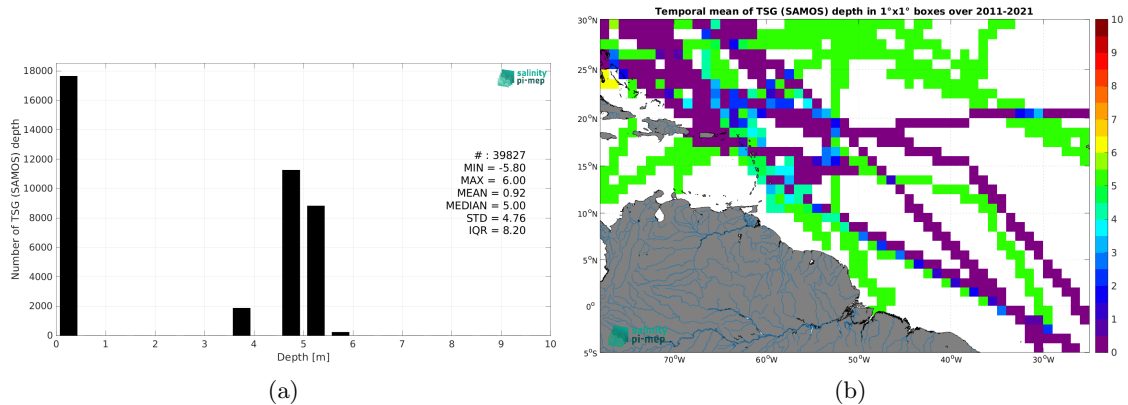 18000
16000
14000
12000
10000
8000
6000
4000
2000
0
Number of TSG (SAMOS) depth
salinity
pi-mep
# : 39827
MIN = -5.80
MAX = 6.00
MEAN = 0.92
MEDIAN = 5.00
STD = 4.76
IQR = 8.20
0 1 2 3 4 5 6 7 8 9 10
Depth [m]
(a)
Temporal mean of TSG (SAMOS) depth in 1°x1° boxes over 2011-2021
30°N
25°N
20°N
15°N
10°N
5°N
0°
5°S
70°W 60°W 50°W 40°W 30°W
salinity
pi-mep
10
9
8
7
6
5
4
3
2
1
0
(b)